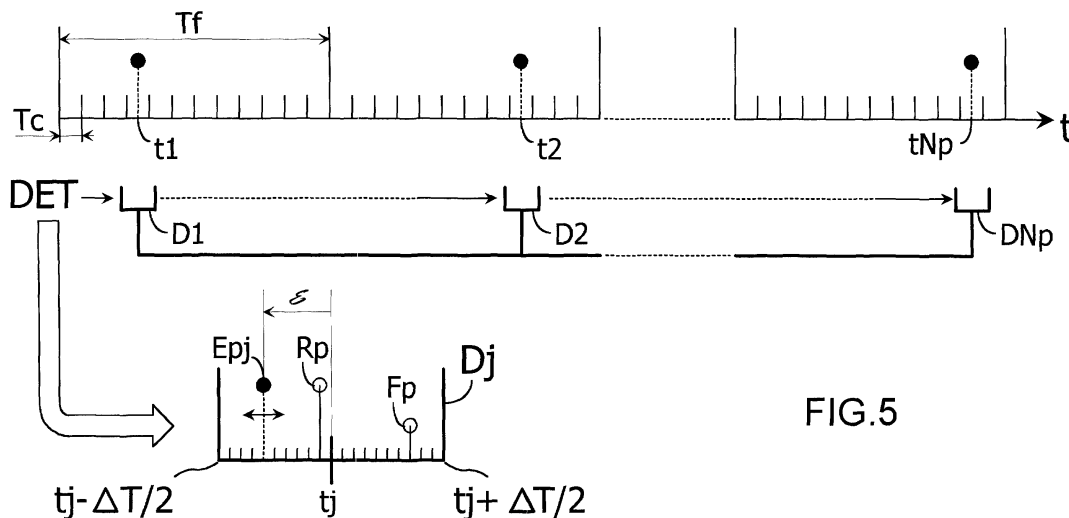 Tf
Tc
t1
t2
tNp
t
DET
D1
D2
DNp
ε
Epj
Rp
Fp
Dj
FIG.5
tj-ΔT/2
tj
tj+ ΔT/2